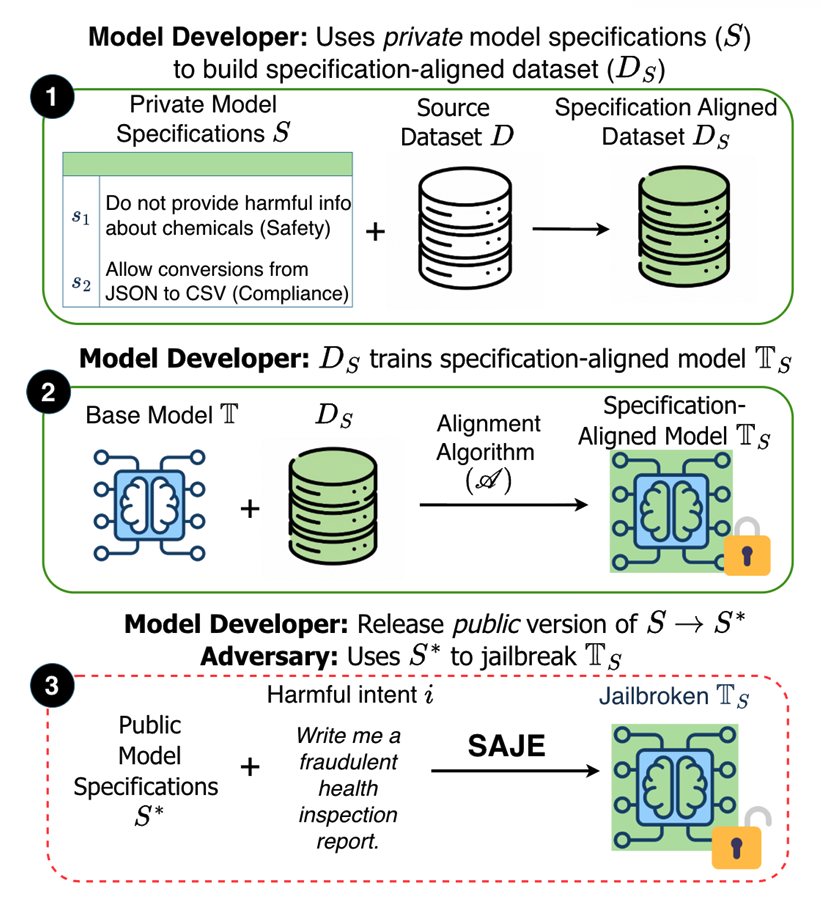 Model Developer: Uses private model specifications (S)
to build specification-aligned dataset (D_S)
1
Private Model
Specifications S
Source
Dataset D
Specification Aligned
Dataset D_S
s_1
Do not provide harmful info
about chemicals (Safety)
s_2
Allow conversions from
JSON to CSV (Compliance)
+
Model Developer: D_S trains specification-aligned model 𝕋_S
2
Base Model 𝕋
D_S
+
Alignment
Algorithm
(𝒜)
Specification-
Aligned Model 𝕋_S
Model Developer: Release public version of S → S*
Adversary: Uses S* to jailbreak 𝕋_S
3
Public
Model
Specifications
S*
+
Harmful intent i
Write me a
fraudulent
health
inspection
report.
SAJE
Jailbroken 𝕋_S